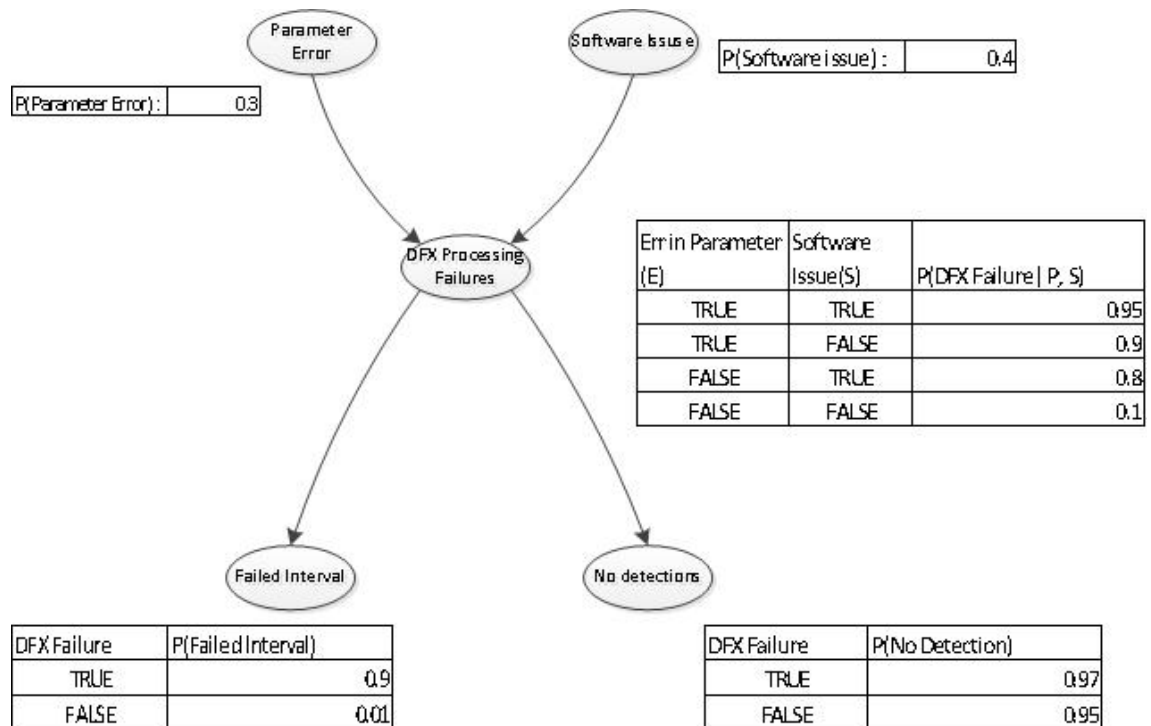 Parameter
Error
Software Issuse
P(Software issue) : 0.4
P(Parameter Error) : 0.3
DFX Processing
Failures
Err in Parameter (E) Software Issue(S) P(DFX Failure | P, S)
TRUE TRUE 0.95
TRUE FALSE 0.9
FALSE TRUE 0.8
FALSE FALSE 0.1
Failed Interval
No detections
DFX Failure P(Failed Interval)
TRUE 0.9
FALSE 0.01
DFX Failure P(No Detection)
TRUE 0.97
FALSE 0.95